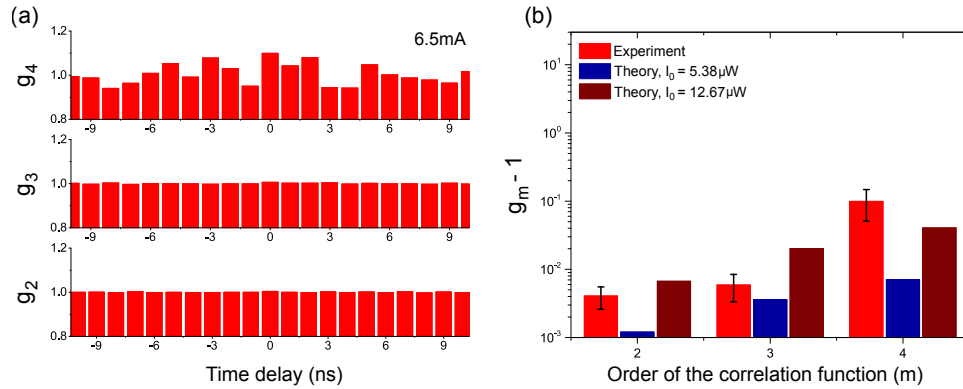 (a)
6.5mA
g4
1.2
1.0
0.8
-9 -6 -3 0 3 6 9
g3
1.2
1.0
0.8
-9 -6 -3 0 3 6 9
g2
1.2
1.0
0.8
-9 -6 -3 0 3 6 9
Time delay (ns)
(b)
Experiment
Theory, I0 = 5.38μW
Theory, I0 = 12.67μW
gm - 1
10^1
10^0
10^-1
10^-2
10^-3
2 3 4
Order of the correlation function (m)